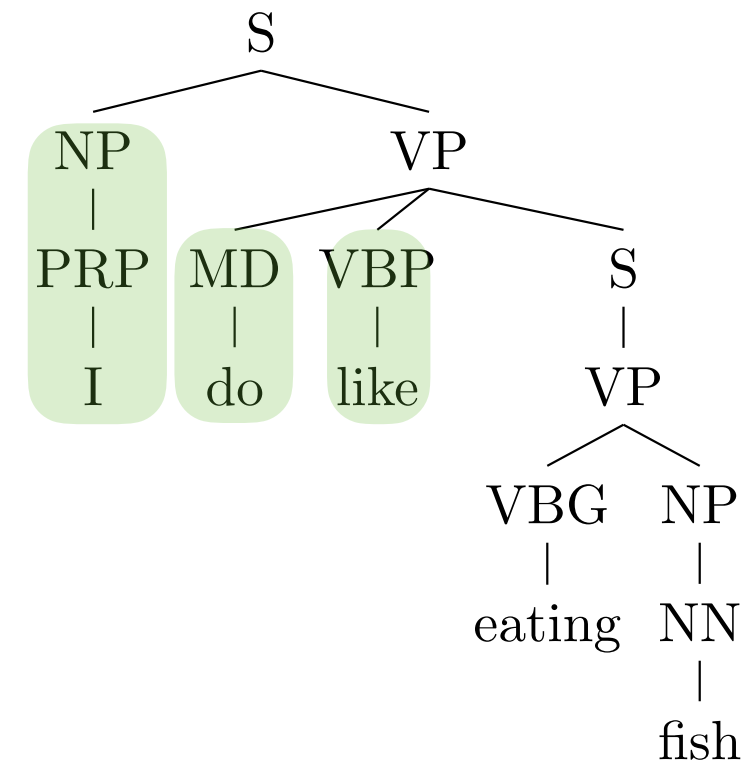 S
NP VP
PRP MD VBP S
I do like VP
VBG NP
eating NN
fish